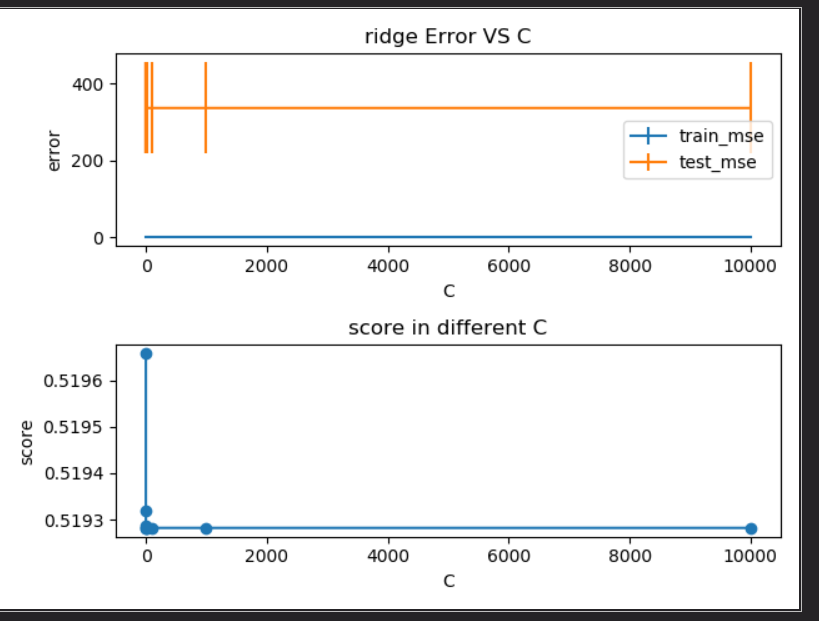 ridge Error VS C
error
400
200
0
train_mse
test_mse
0 2000 4000 6000 8000 10000
C
score in different C
score
0.5196
0.5195
0.5194
0.5193
0 2000 4000 6000 8000 10000
C